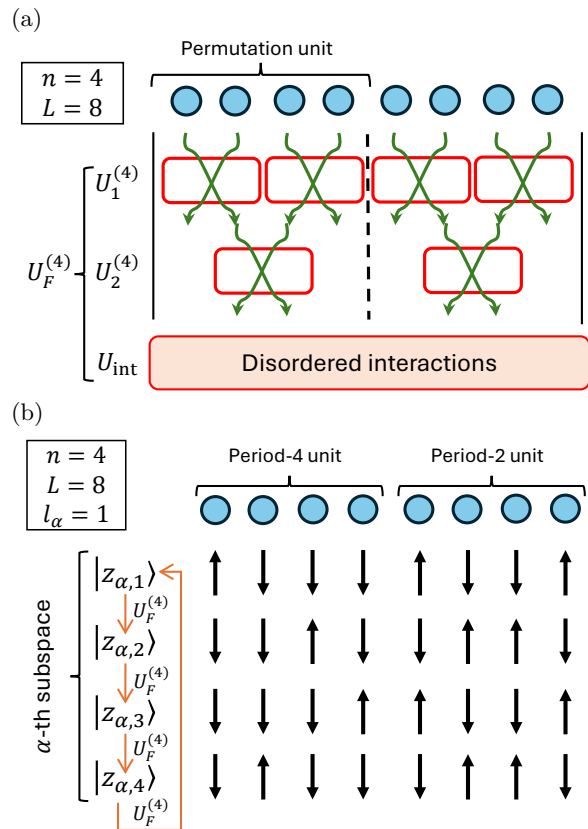 (a)
Permutation unit
n = 4
L = 8
U_1^{(4)}
U_F^{(4)} U_2^{(4)}
U_int Disordered interactions
(b)
n = 4
L = 8
l_α = 1
Period-4 unit Period-2 unit
|z_{α,1}⟩
U_F^{(4)}
|z_{α,2}⟩
U_F^{(4)}
α-th subspace
|z_{α,3}⟩
U_F^{(4)}
|z_{α,4}⟩
U_F^{(4)}